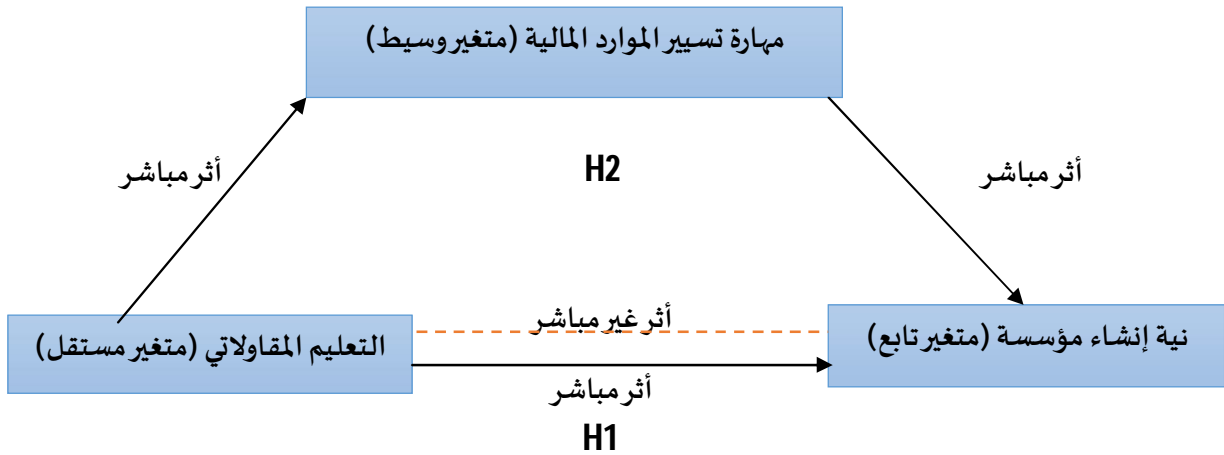 مهارة تسيير الموارد المالية (متغير وسيط)
أثر مباشر
H2
أثر مباشر
نية إنشاء مؤسسة (متغير تابع)
أثر غير مباشر
التعليم المقاولاتي (متغير مستقل)
أثر مباشر
H1